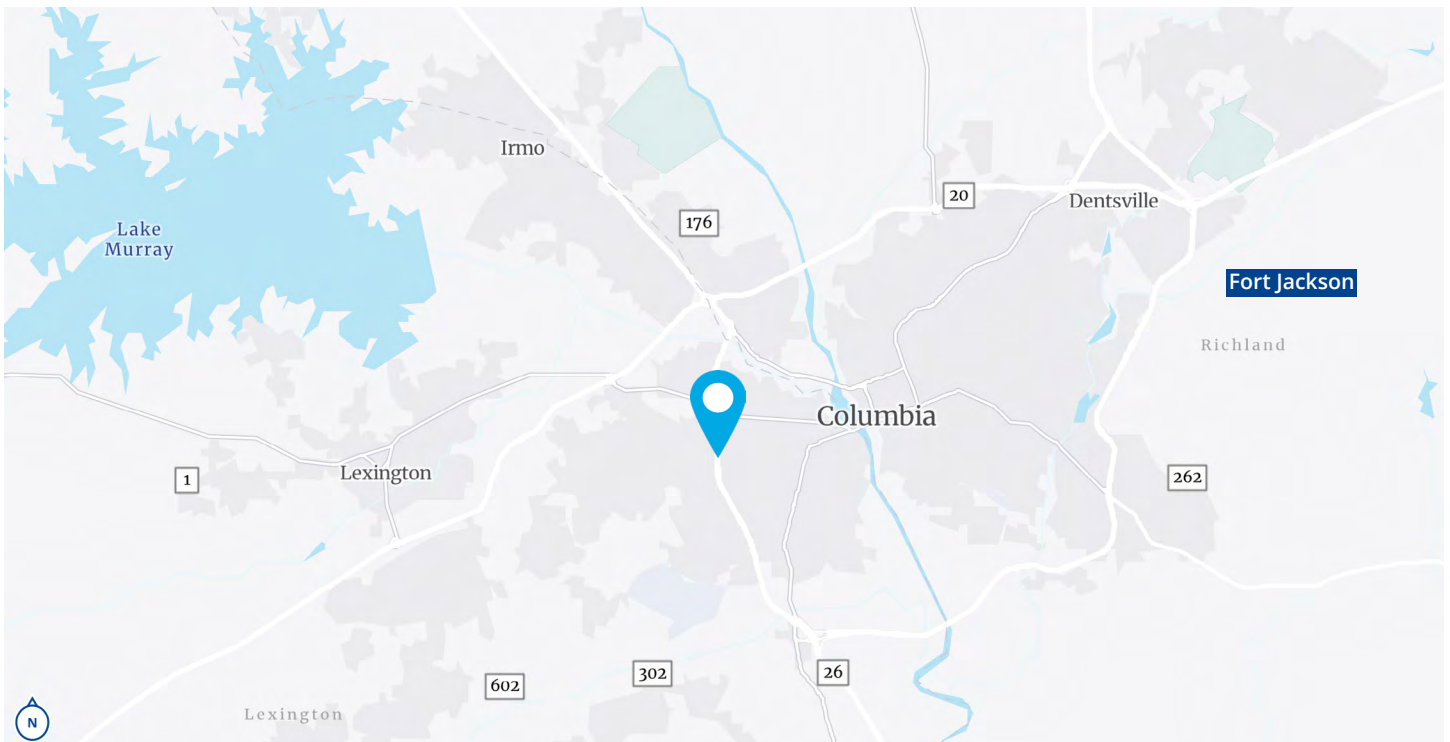 Irmo
20
Dentsville
176
Lake
Murray
Fort Jackson
Richland
Columbia
Lexington
1
262
602
302
26
Lexington
N